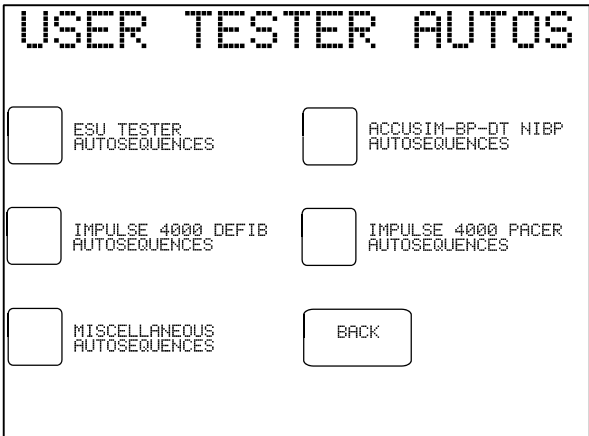 USER TESTER AUTOS
ESU TESTER
AUTOSEQUENCES
ACCUSIM-BP-DT NIBP
AUTOSEQUENCES
IMPULSE 4000 DEFIB
AUTOSEQUENCES
IMPULSE 4000 PACER
AUTOSEQUENCES
MISCELLANEOUS
AUTOSEQUENCES
BACK